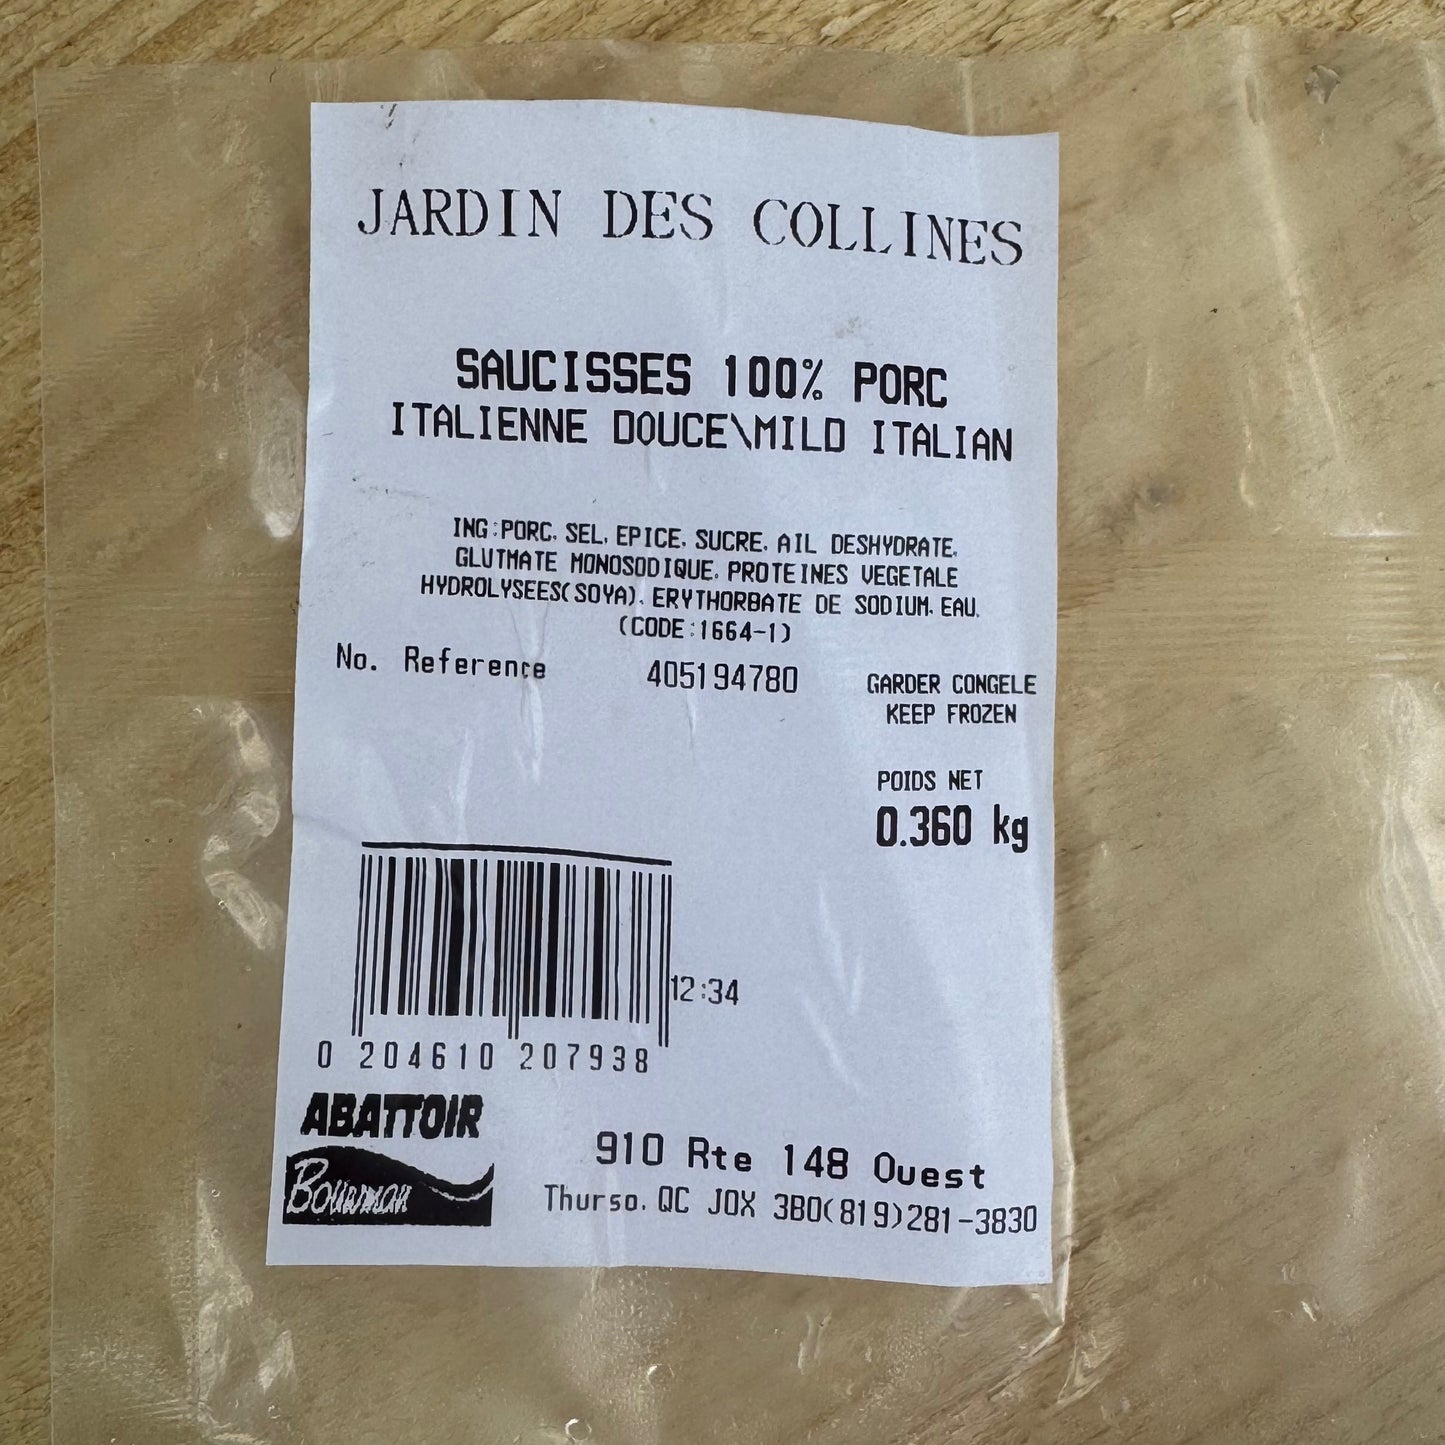 JARDIN DES COLLINES
SAUCISSES 100% PORC
ITALIENNE DOUCE\MILD ITALIAN
ING:PORC, SEL, EPICE, SUCRE, AIL DESHYDRATE,
GLUTMATE MONOSODIQUE, PROTEINES VEGETALE
HYDROLYSEES(SOYA), ERYTHORBATE DE SODIUM, EAU,
(CODE:1664-1)
No. Reference 405194780
GARDER CONGELE
KEEP FROZEN
POIDS NET
0.360 kg
12:34
0 204610 207938
ABATTOIR
Bouwman
910 Rte 148 Ouest
Thurso, QC JOX 3B0(819)281-3830